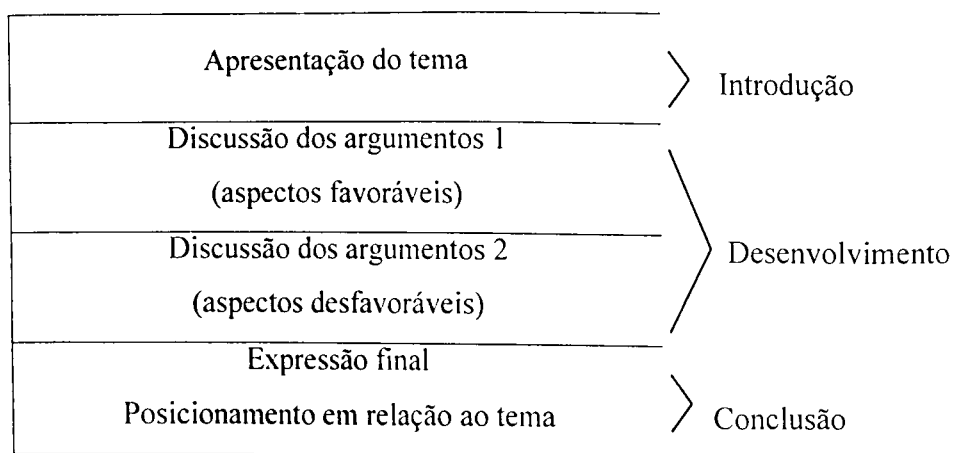 Apresentação do tema
Introdução
Discussão dos argumentos 1
(aspectos favoráveis)
Discussão dos argumentos 2
(aspectos desfavoráveis)
Desenvolvimento
Expressão final
Posicionamento em relação ao tema
Conclusão